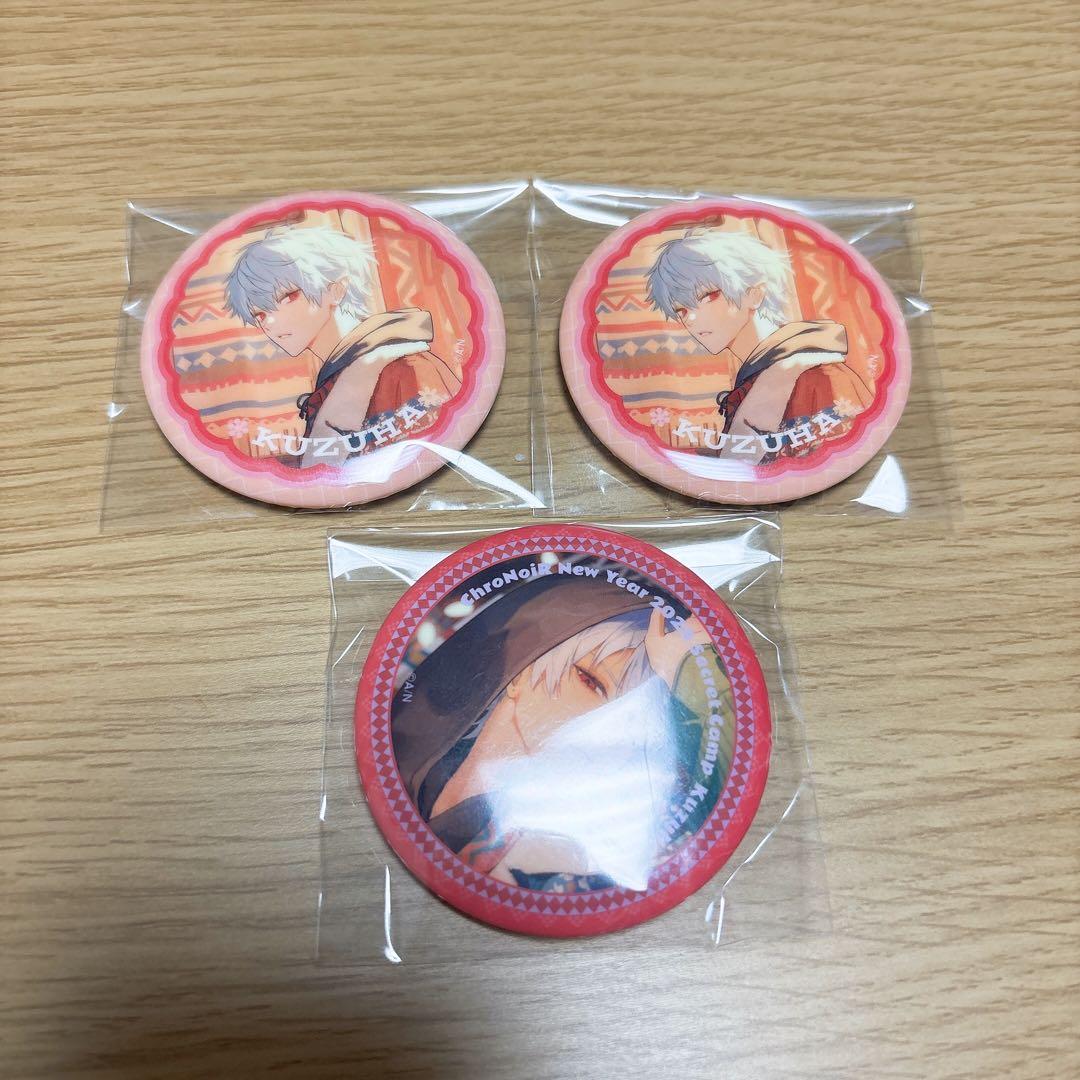 KUZUHA
©A/N
KUZUHA
©A/N
ChroNoiR New Year Secret Camp
©A/N